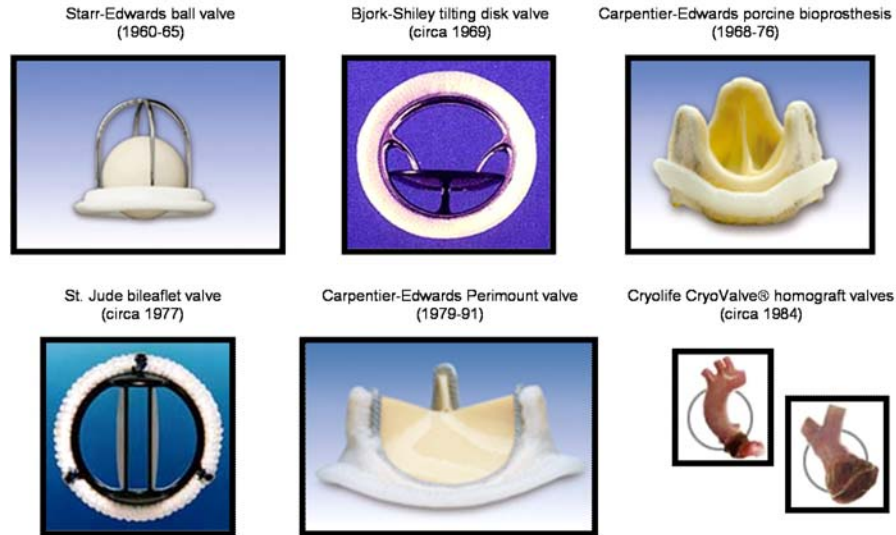 Starr-Edwards ball valve
(1960-65)
Bjork-Shiley tilting disk valve
(circa 1969)
Carpentier-Edwards porcine bioprosthesis
(1968-76)
St. Jude bileaflet valve
(circa 1977)
Carpentier-Edwards Perimount valve
(1979-91)
Cryolife CryoValve® homograft valves
(circa 1984)